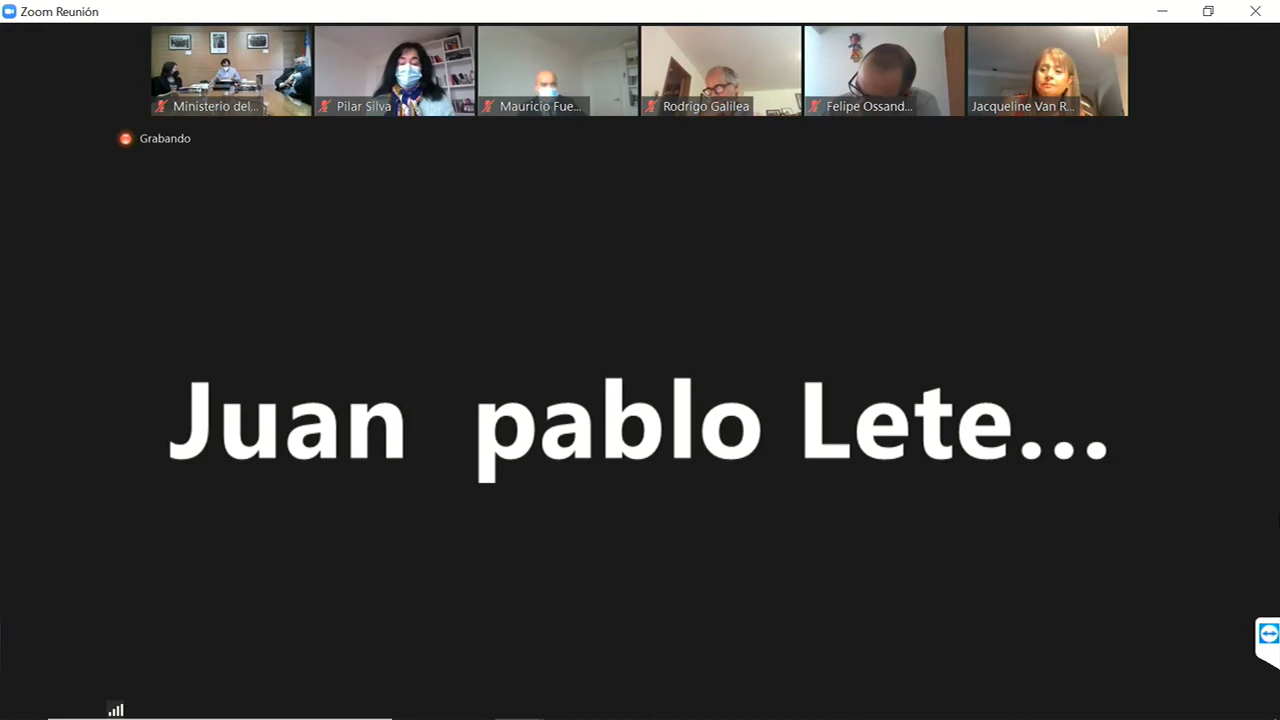 Zoom Reunión
Ministerio del...
Pilar Silva
Mauricio Fue...
Rodrigo Galilea
Felipe Ossand...
Jacqueline Van R...
Grabando
Juan pablo Lete...